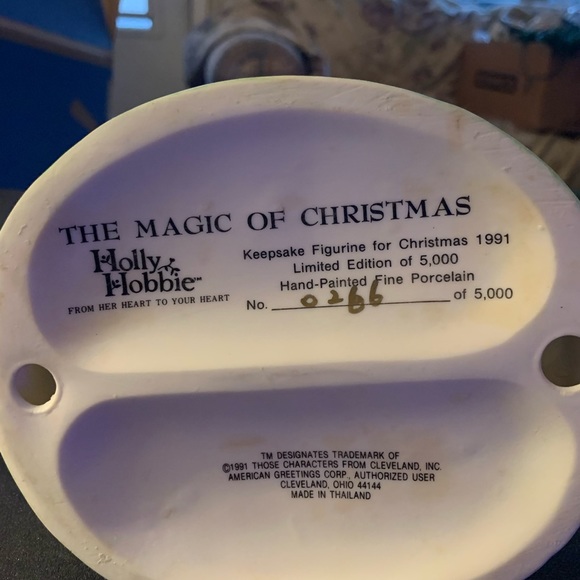 THE MAGIC OF CHRISTMAS
Holly Hobbie™
FROM HER HEART TO YOUR HEART
Keepsake Figurine for Christmas 1991
Limited Edition of 5,000
Hand-Painted Fine Porcelain
No. 0266 of 5,000
TM DESIGNATES TRADEMARK OF
©1991 THOSE CHARACTERS FROM CLEVELAND, INC.
AMERICAN GREETINGS CORP., AUTHORIZED USER
CLEVELAND, OHIO 44144
MADE IN THAILAND